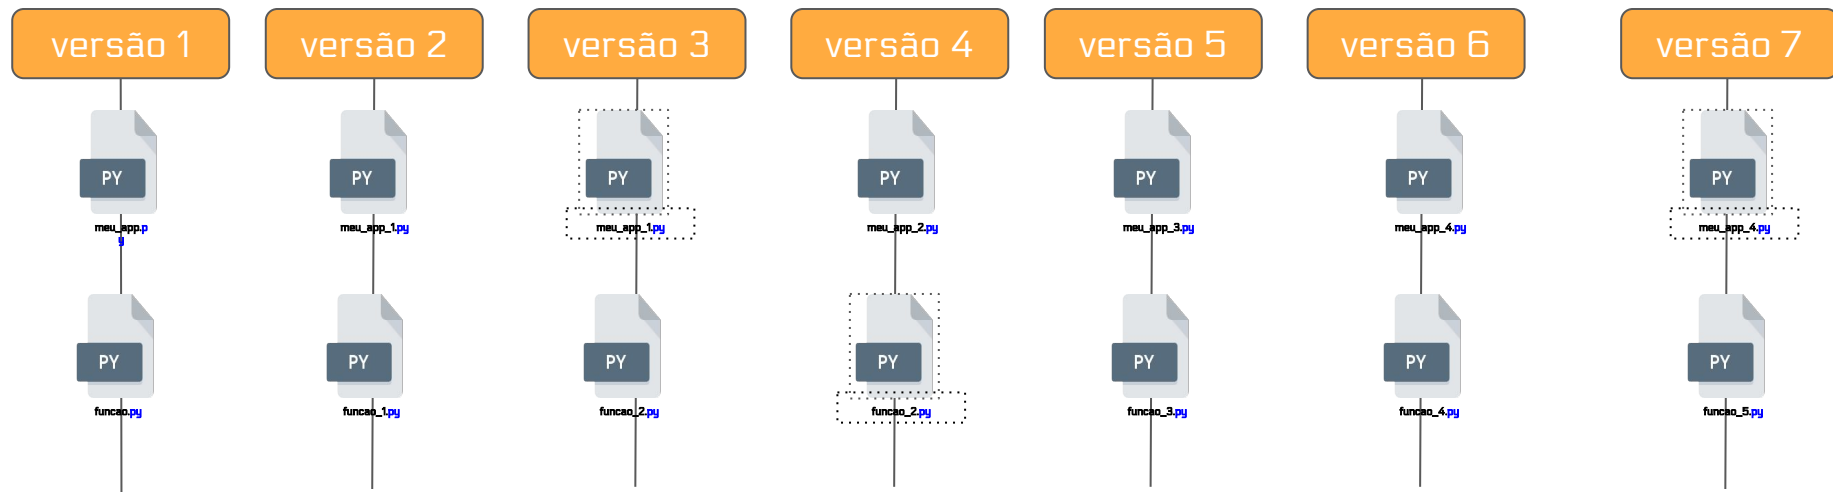 versão 1
versão 2
versão 3
versão 4
versão 5
versão 6
versão 7
PY
PY
PY
PY
PY
PY
PY
meu_app.p
y
meu_app_1.py
meu_app_1.py
meu_app_2.py
meu_app_3.py
meu_app_4.py
meu_app_4.py
PY
PY
PY
PY
PY
PY
PY
funcao.py
funcao_1.py
funcao_2.py
funcao_2.py
funcao_3.py
funcao_4.py
funcao_5.py